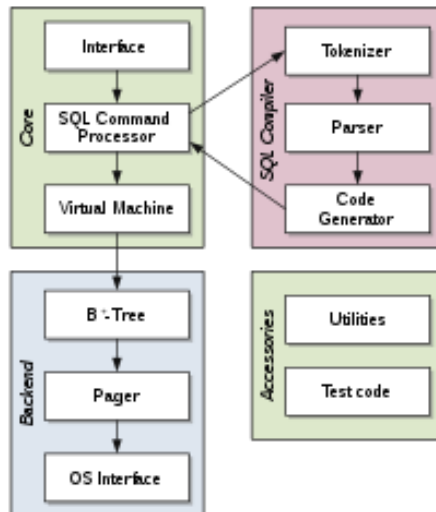 Core
Interface
SQL Command
Processor
Virtual Machine
SQL Compiler
Tokenizer
Parser
Code
Generator
Backend
B+-Tree
Pager
OS Interface
Accessories
Utilities
Test code